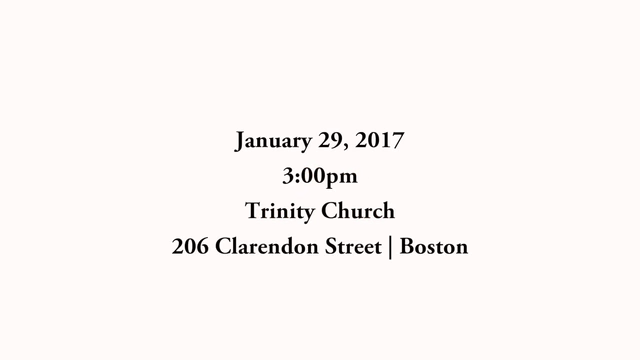 January 29, 2017
3:00pm
Trinity Church
206 Clarendon Street | Boston